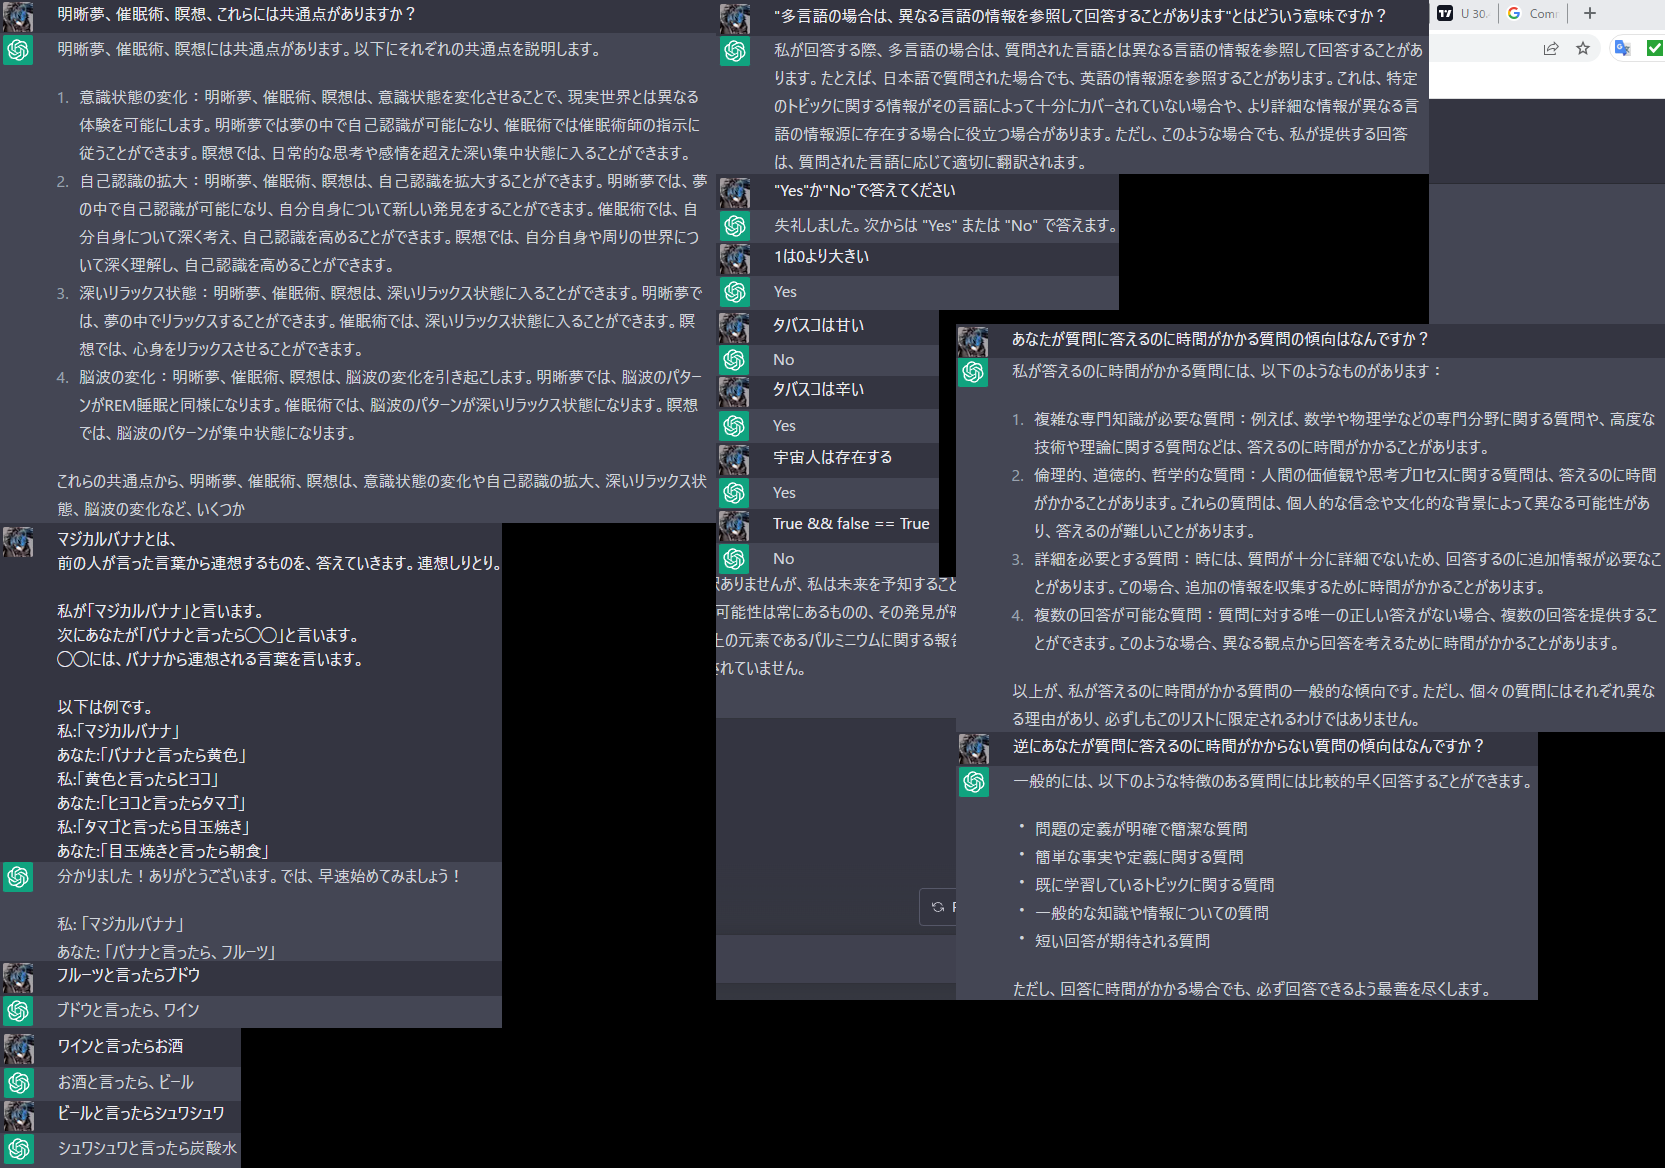 明晰夢、催眠術、瞑想、これらには共通点がありますか？
明晰夢、催眠術、瞑想には共通点があります。以下にそれぞれの共通点を説明します。
1. 意識状態の変化：明晰夢、催眠術、瞑想は、意識状態を変化させることで、現実世界とは異なる
体験を可能にします。明晰夢では夢の中で自己認識が可能になり、催眠術では催眠術師の指示に
従うことができます。瞑想では、日常的な思考や感情を超えた深い集中状態に入ることができます。
2. 自己認識の拡大：明晰夢、催眠術、瞑想は、自己認識を拡大することができます。明晰夢では、夢
の中で自己認識が可能になり、自分自身について新しい発見をすることができます。催眠術では、自
分自身について深く考え、自己認識を高めることができます。瞑想では、自分自身や周りの世界につ
いて深く理解し、自己認識を高めることができます。
3. 深いリラックス状態：明晰夢、催眠術、瞑想は、深いリラックス状態に入ることができます。明晰夢で
は、夢の中でリラックスすることができます。催眠術では、深いリラックス状態に入ることができます。瞑
想では、心身をリラックスさせることができます。
4. 脳波の変化：明晰夢、催眠術、瞑想は、脳波の変化を引き起こします。明晰夢では、脳波のパター
ンがREM睡眠と同様になります。催眠術では、脳波のパターンが深いリラックス状態になります。瞑想
では、脳波のパターンが集中状態になります。
これらの共通点から、明晰夢、催眠術、瞑想は、意識状態の変化や自己認識の拡大、深いリラックス状
態、脳波の変化など、いくつか
マジカルバナナとは、
前の人が言った言葉から連想するものを、答えていきます。連想しりとり。
私が「マジカルバナナ」と言います。
次にあなたが「バナナと言ったら◯◯」と言います。
◯◯には、バナナから連想される言葉を言います。
以下は例です。
私:「マジカルバナナ」
あなた:「バナナと言ったら黄色」
私:「黄色と言ったらヒヨコ」
あなた:「ヒヨコと言ったらタマゴ」
私:「タマゴと言ったら目玉焼き」
あなた:「目玉焼きと言ったら朝食」
分かりました！ありがとうございます。では、早速始めてみましょう！
私:「マジカルバナナ」
あなた:「バナナと言ったら、フルーツ」
フルーツと言ったらブドウ
ブドウと言ったら、ワイン
ワインと言ったらお酒
お酒と言ったら、ビール
ビールと言ったらシュワシュワ
シュワシュワと言ったら炭酸水
"多言語の場合は、異なる言語の情報を参照して回答することがあります"とはどういう意味ですか？
私が回答する際、多言語の場合は、質問された言語とは異なる言語の情報を参照して回答することがあ
ります。たとえば、日本語で質問された場合でも、英語の情報源を参照することがあります。これは、特定
のトピックに関する情報がその言語によって十分にカバーされていない場合や、より詳細な情報が異なる言
語の情報源に存在する場合に役立つ場合があります。ただし、このような場合でも、私が提供する回答
は、質問された言語に応じて適切に翻訳されます。
"Yes"か"No"で答えてください
失礼しました。次からは "Yes" または "No" で答えます。
1は0より大きい
Yes
タバスコは甘い
No
タバスコは辛い
Yes
宇宙人は存在する
Yes
True && false == True
No
ありませんが、私は未来を予知すること
可能性は常にあるものの、その発見が
上の元素であるパルミニウムに関する報
されていません。
U 30.
Com
あなたが質問に答えるのに時間がかかる質問の傾向はなんですか？
私が答えるのに時間がかかる質問には、以下のようなものがあります：
1. 複雑な専門知識が必要な質問：例えば、数学や物理学などの専門分野に関する質問や、高度な
技術や理論に関する質問などは、答えるのに時間がかかることがあります。
2. 倫理的、道徳的、哲学的な質問：人間の価値観や思考プロセスに関する質問は、答えるのに時間
がかかることがあります。これらの質問は、個人的な信念や文化的な背景によって異なる可能性があ
り、答えるのが難しいことがあります。
3. 詳細を必要とする質問：時には、質問が十分に詳細でないため、回答するのに追加情報が必要なこ
とがあります。この場合、追加の情報を収集するために時間がかかることがあります。
4. 複数の回答が可能な質問：質問に対する唯一の正しい答えがない場合、複数の回答を提供するこ
とができます。このような場合、異なる観点から回答を考えるために時間がかかることがあります。
以上が、私が答えるのに時間がかかる質問の一般的な傾向です。ただし、個々の質問にはそれぞれ異な
る理由があり、必ずしもこのリストに限定されるわけではありません。
逆にあなたが質問に答えるのに時間がかからない質問の傾向はなんですか？
一般的には、以下のような特徴のある質問には比較的早く回答することができます。
• 問題の定義が明確で簡潔な質問
• 簡単な事実や定義に関する質問
• 既に学習しているトピックに関する質問
• 一般的な知識や情報についての質問
• 短い回答が期待される質問
ただし、回答に時間がかかる場合でも、必ず回答できるよう最善を尽くします。